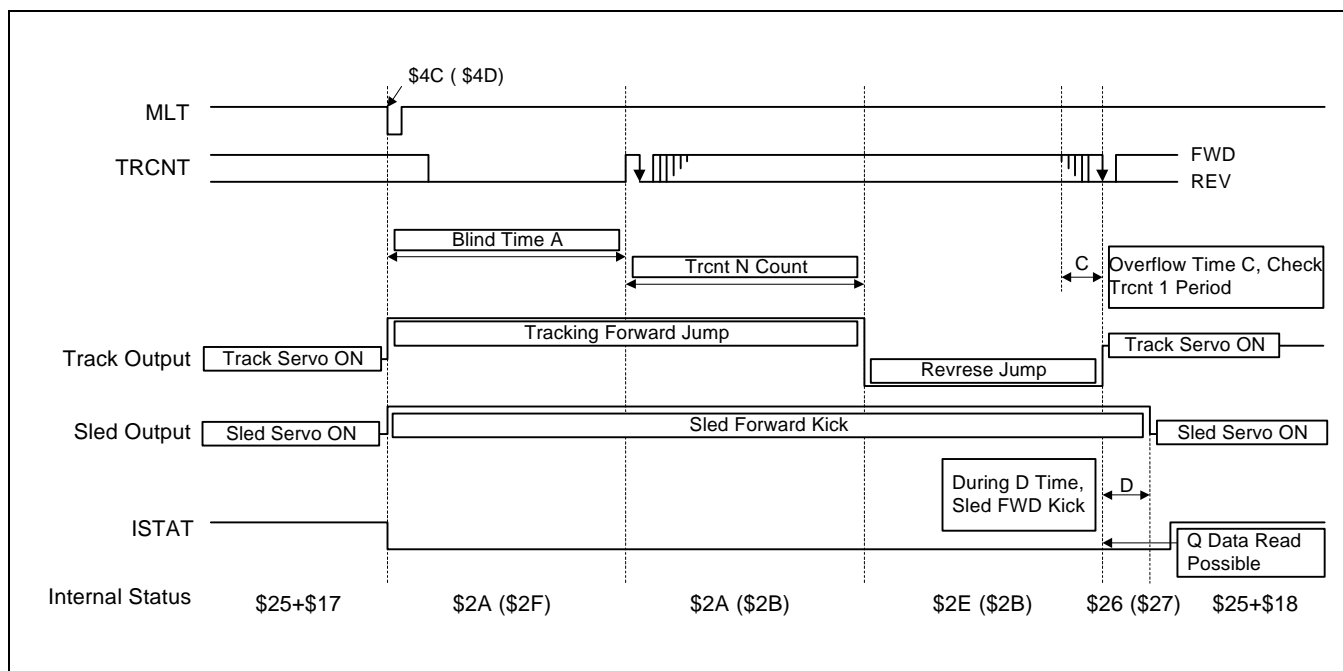 $4C ( $4D)
MLT
TRCNT
FWD
REV
Blind Time A
Trcnt N Count
C
Overflow Time C, Check
Trcnt 1 Period
Tracking Forward Jump
Track Output
Track Servo ON
Revrese Jump
Track Servo ON
Sled Output
Sled Servo ON
Sled Forward Kick
Sled Servo ON
During D Time,
Sled FWD Kick
D
ISTAT
Q Data Read
Possible
Internal Status
$25+$17
$2A ($2F)
$2A ($2B)
$2E ($2B)
$26 ($27)
$25+$18